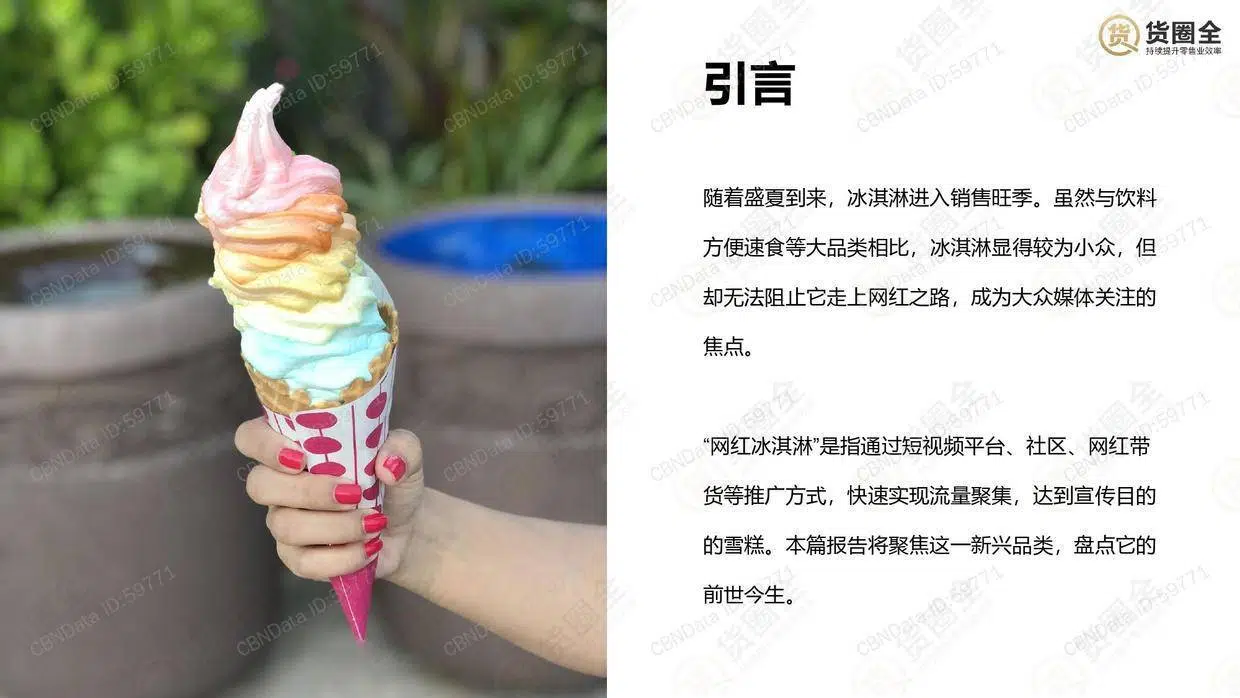 货圈全
持续提升零售业效率
引言
随着盛夏到来，冰淇淋进入销售旺季。虽然与饮料
方便速食等大品类相比，冰淇淋显得较为小众，但
却无法阻止它走上网红之路，成为大众媒体关注的
焦点。
“网红冰淇淋”是指通过短视频平台、社区、网红带
货等推广方式，快速实现流量聚集，达到宣传目的
的雪糕。本篇报告将聚焦这一新兴品类，盘点它的
前世今生。
CBNData ID:59771